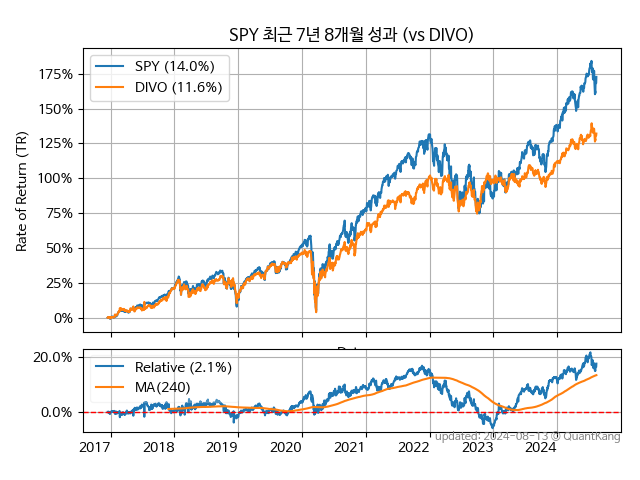 SPY 최근 7년 8개월 성과 (vs DIVO)
SPY (14.0%)
DIVO (11.6%)
175%
150%
125%
100%
75%
50%
25%
0%
Rate of Return (TR)
20.0%
0.0%
Relative (2.1%)
MA(240)
2017 2018 2019 2020 2021 2022 2023 2024
updated: 2024-08-13 © QuantKang